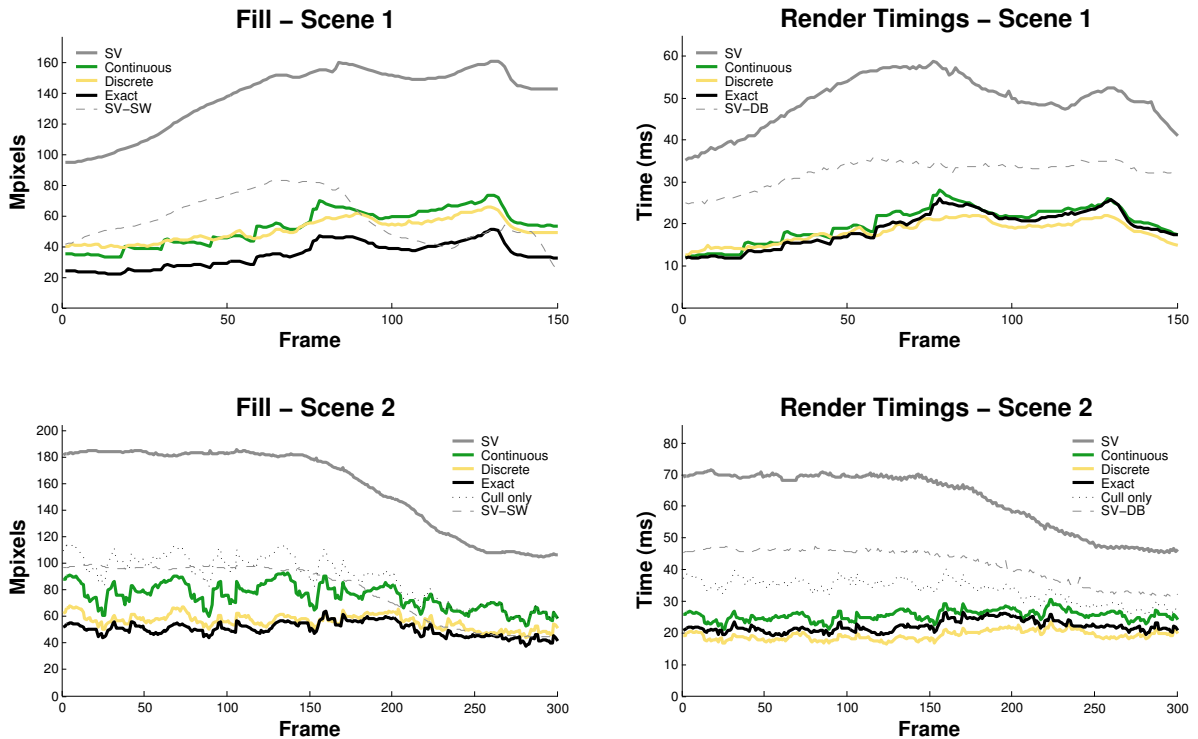 Fill – Scene 1
Mpixels
160
140
120
100
80
60
40
20
0
SV
Continuous
Discrete
Exact
SV–SW
0
50
100
150
Frame
Render Timings – Scene 1
Time (ms)
60
50
40
30
20
10
0
SV
Continuous
Discrete
Exact
SV–DB
0
50
100
150
Frame
Fill – Scene 2
Mpixels
200
180
160
140
120
100
80
60
40
20
0
SV
Continuous
Discrete
Exact
Cull only
SV–SW
0
50
100
150
200
250
300
Frame
Render Timings – Scene 2
Time (ms)
80
70
60
50
40
30
20
10
0
SV
Continuous
Discrete
Exact
Cull only
SV–DB
0
50
100
150
200
250
300
Frame